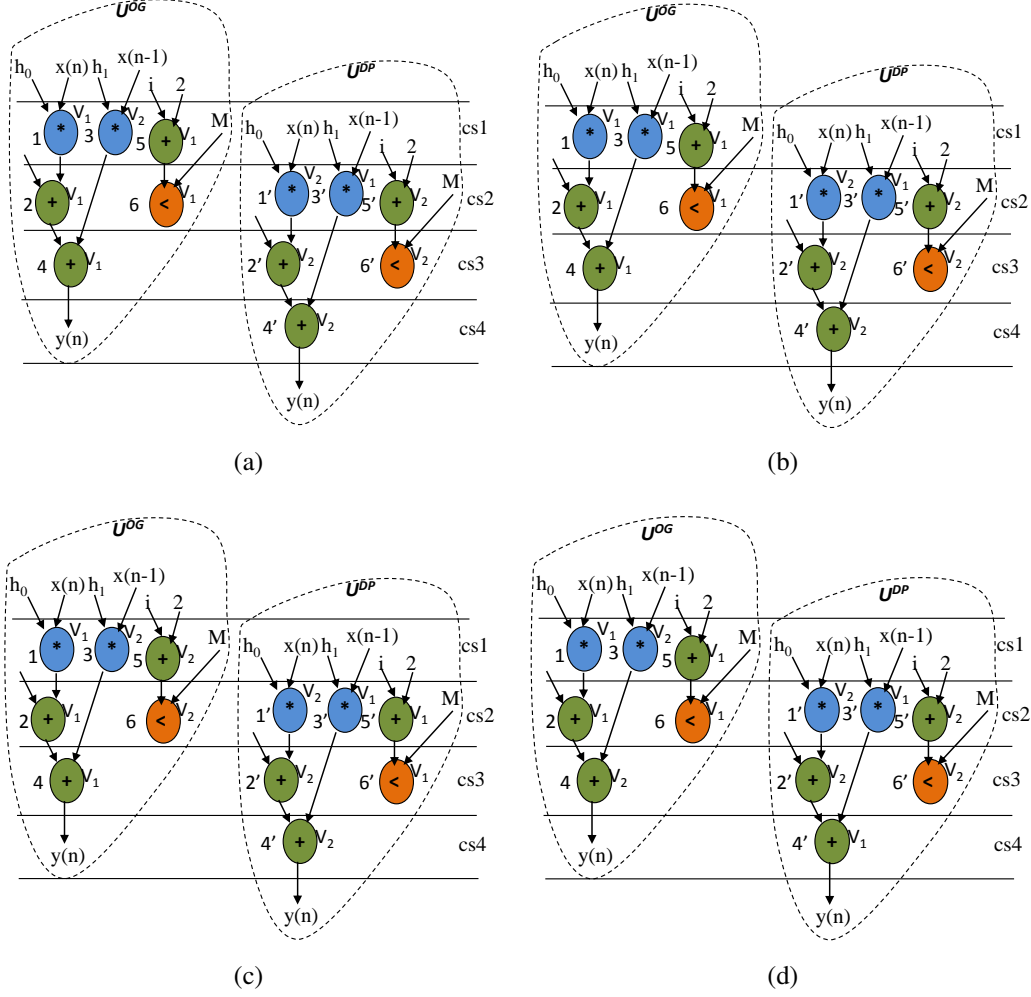 U^OG
h₀ x(n) h₁ x(n-1) i 2
U^DP
1 * V₁ 3 * V₂ 5 + V₁ M cs1
h₀ x(n) h₁ x(n-1) i 2
2 + V₁ 6 < V₁ 1' * V₂ 3' * V₁ 5' + V₂ M cs2
4 + V₁ 2' + V₂ 6' < V₂ cs3
y(n) 4' + V₂ cs4
y(n)
(a)
U^OG
h₀ x(n) h₁ x(n-1) i 2
U^DP
1 * V₁ 3 * V₁ 5 + V₁ M cs1
h₀ x(n) h₁ x(n-1) i 2
2 + V₁ 6 < V₁ 1' * V₂ 3' * V₁ 5' + V₂ M cs2
4 + V₁ 2' + V₂ 6' < V₂ cs3
y(n) 4' + V₂ cs4
y(n)
(b)
U^OG
h₀ x(n) h₁ x(n-1) i 2
U^DP
1 * V₁ 3 * V₂ 5 + V₂ M cs1
h₀ x(n) h₁ x(n-1) i 2
2 + V₁ 6 < V₂ 1' * V₂ 3' * V₁ 5' + V₁ M cs2
4 + V₁ 2' + V₂ 6' < V₁ cs3
y(n) 4' + V₂ cs4
y(n)
(c)
U^OG
h₀ x(n) h₁ x(n-1) i 2
U^DP
1 * V₁ 3 * V₂ 5 + V₁ M cs1
h₀ x(n) h₁ x(n-1) i 2
2 + V₁ 6 < V₁ 1' * V₂ 3' * V₁ 5' + V₂ M cs2
4 + V₂ 2' + V₂ 6' < V₂ cs3
y(n) 4' + V₁ cs4
y(n)
(d)